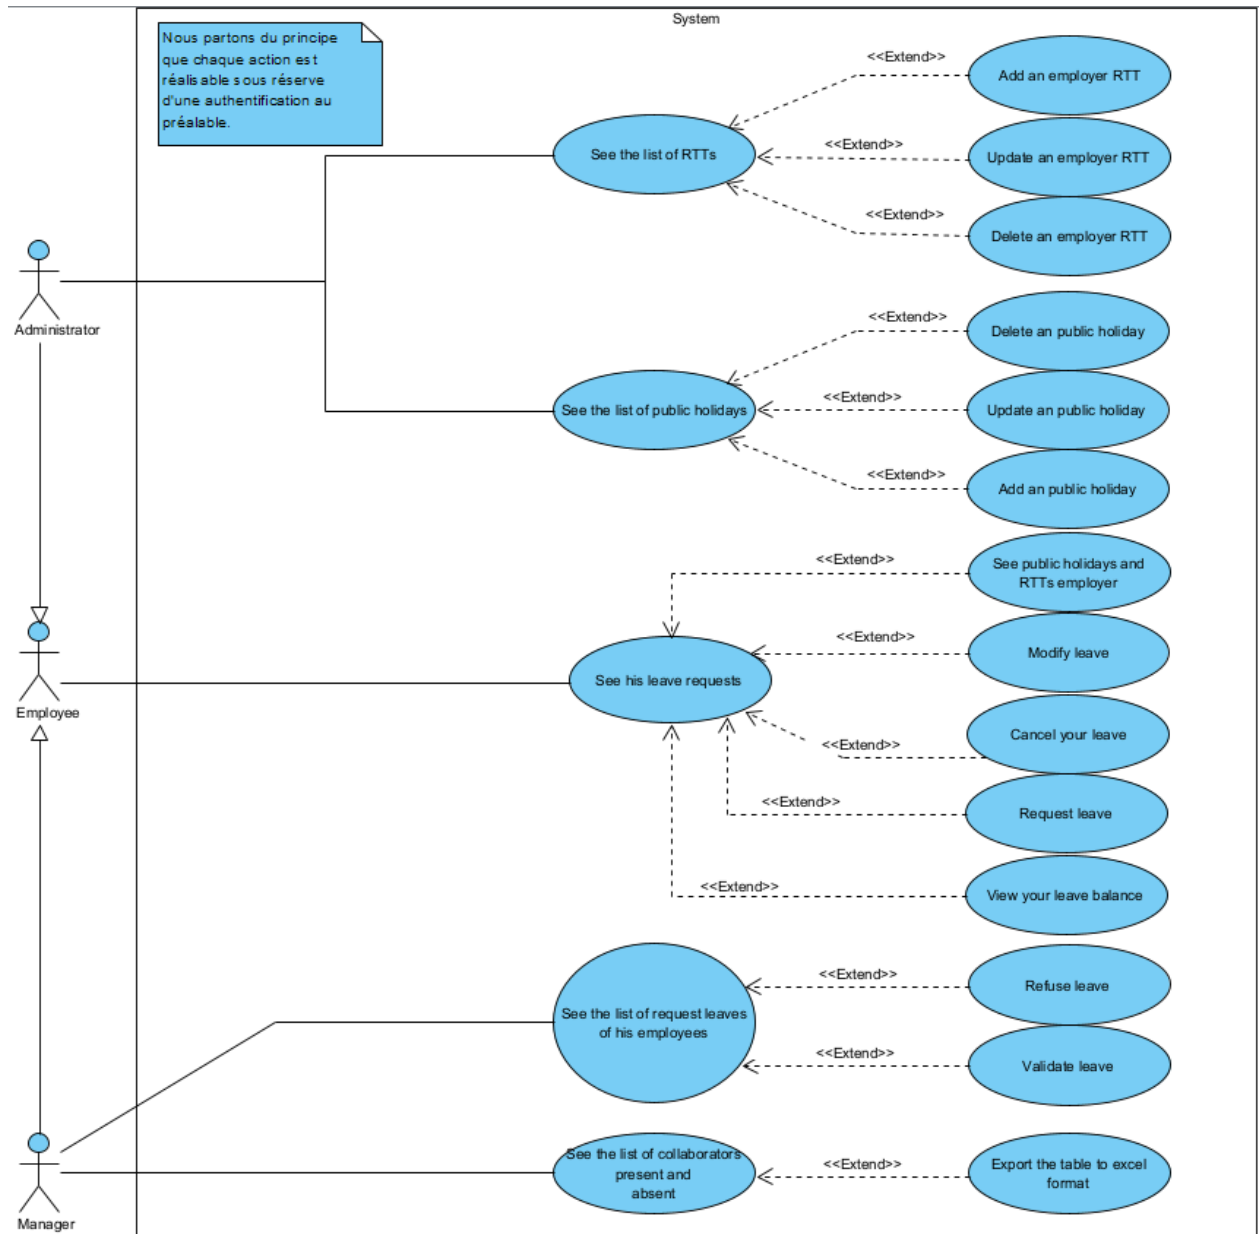 System
Nous partons du principe
que chaque action est
réalisable sous réserve
d'une authentification au
préalable.
<<Extend>>
Add an employer RTT
See the list of RTTs
<<Extend>>
Update an employer RTT
<<Extend>>
Delete an employer RTT
Administrator
<<Extend>>
Delete an public holiday
See the list of public holidays
<<Extend>>
Update an public holiday
<<Extend>>
Add an public holiday
<<Extend>>
See public holidays and
RTTs employer
Employee
See his leave requests
<<Extend>>
Modify leave
<<Extend>>
Cancel your leave
<<Extend>>
Request leave
<<Extend>>
View your leave balance
See the list of request leaves
of his employees
<<Extend>>
Refuse leave
<<Extend>>
Validate leave
Manager
See the list of collaborators
present and
absent
<<Extend>>
Export the table to excel
format